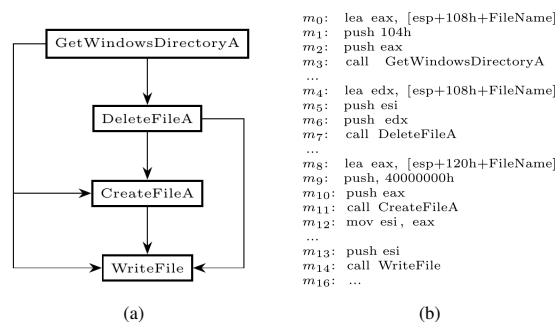 GetWindowsDirectoryA
DeleteFileA
CreateFileA
WriteFile
(a)
m0: lea eax, [esp+108h+FileName]
m1: push 104h
m2: push eax
m3: call GetWindowsDirectoryA
...
m4: lea edx, [esp+108h+FileName]
m5: push esi
m6: push edx
m7: call DeleteFileA
...
m8: lea eax, [esp+120h+FileName]
m9: push, 40000000h
m10: push eax
m11: call CreateFileA
m12: mov esi, eax
...
m13: push esi
m14: call WriteFile
m16: ...
(b)